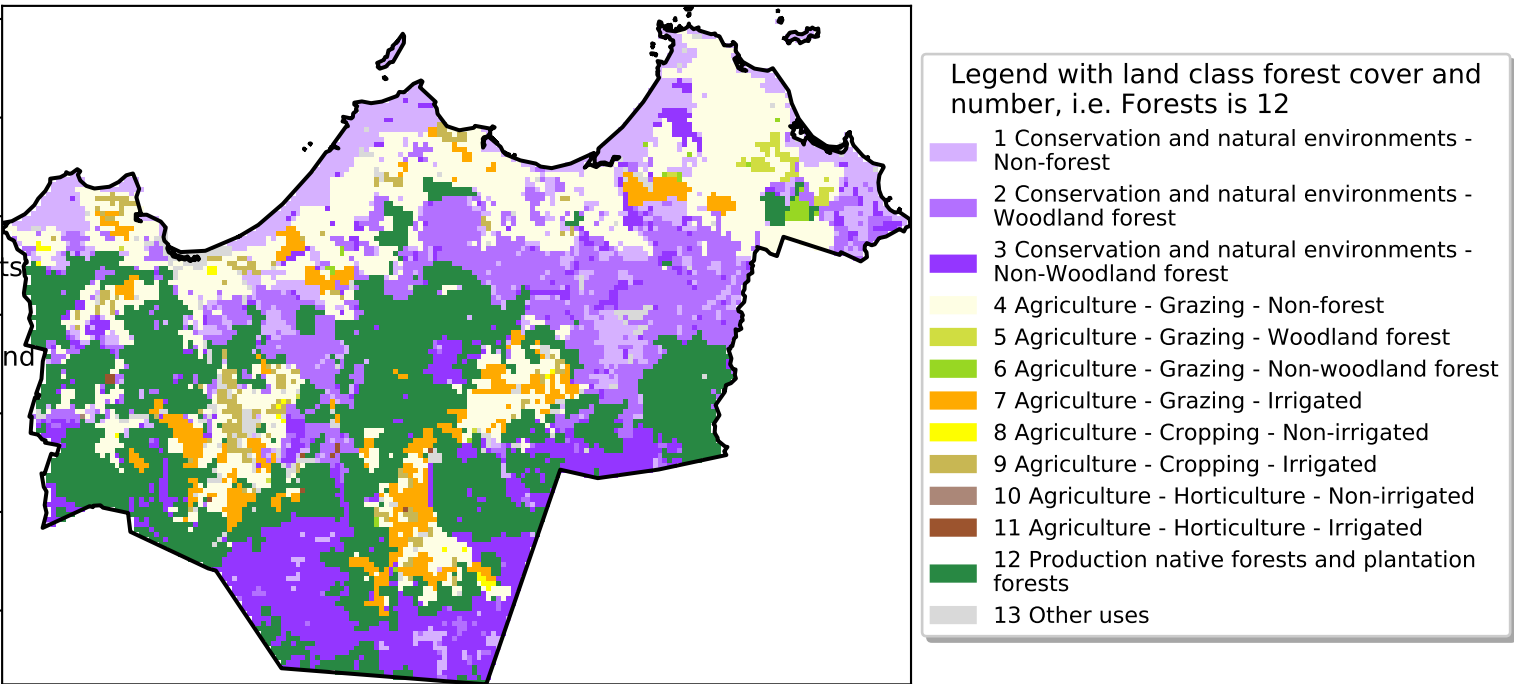 Legend with land class forest cover and
number, i.e. Forests is 12
1 Conservation and natural environments -
Non-forest
2 Conservation and natural environments -
Woodland forest
3 Conservation and natural environments -
Non-Woodland forest
4 Agriculture - Grazing - Non-forest
5 Agriculture - Grazing - Woodland forest
6 Agriculture - Grazing - Non-woodland forest
7 Agriculture - Grazing - Irrigated
8 Agriculture - Cropping - Non-irrigated
9 Agriculture - Cropping - Irrigated
10 Agriculture - Horticulture - Non-irrigated
11 Agriculture - Horticulture - Irrigated
12 Production native forests and plantation
forests
13 Other uses
ts
nd